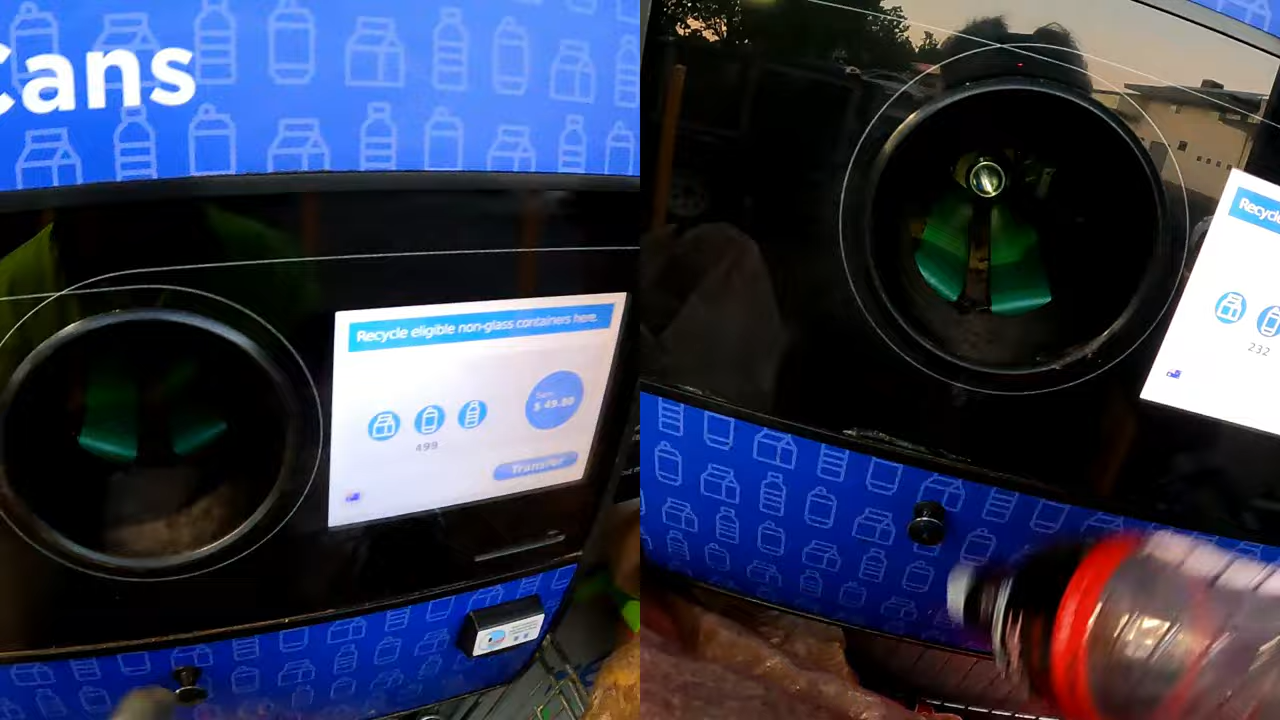 Cans
Recycle eligible non-glass containers here.
$ 49.80
499
Transfer
Recycle
232